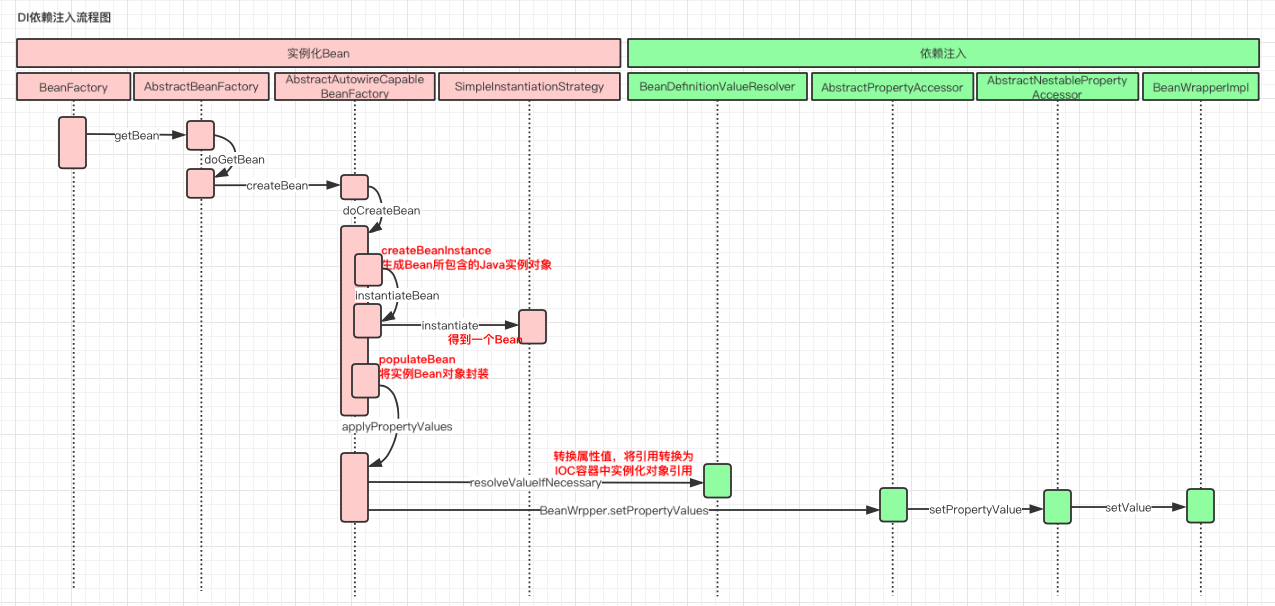 DI依赖注入流程图
实例化Bean
依赖注入
BeanFactory
AbstractBeanFactory
AbstractAutowireCapable
BeanFactory
SimpleInstantiationStrategy
BeanDefinitionValueResolver
AbstractPropertyAccessor
AbstractNestableProperty
Accessor
BeanWrapperImpl
getBean
doGetBean
createBean
doCreateBean
createBeanInstance
生成Bean所包含的Java实例对象
instantiateBean
instantiate
得到一个Bean
populateBean
将实例Bean对象封装
applyPropertyValues
转换属性值，将引用转换为
IOC容器中实例化对象引用
resolveValueIfNecessary
BeanWrpper.setPropertyValues
setPropertyValue
setValue